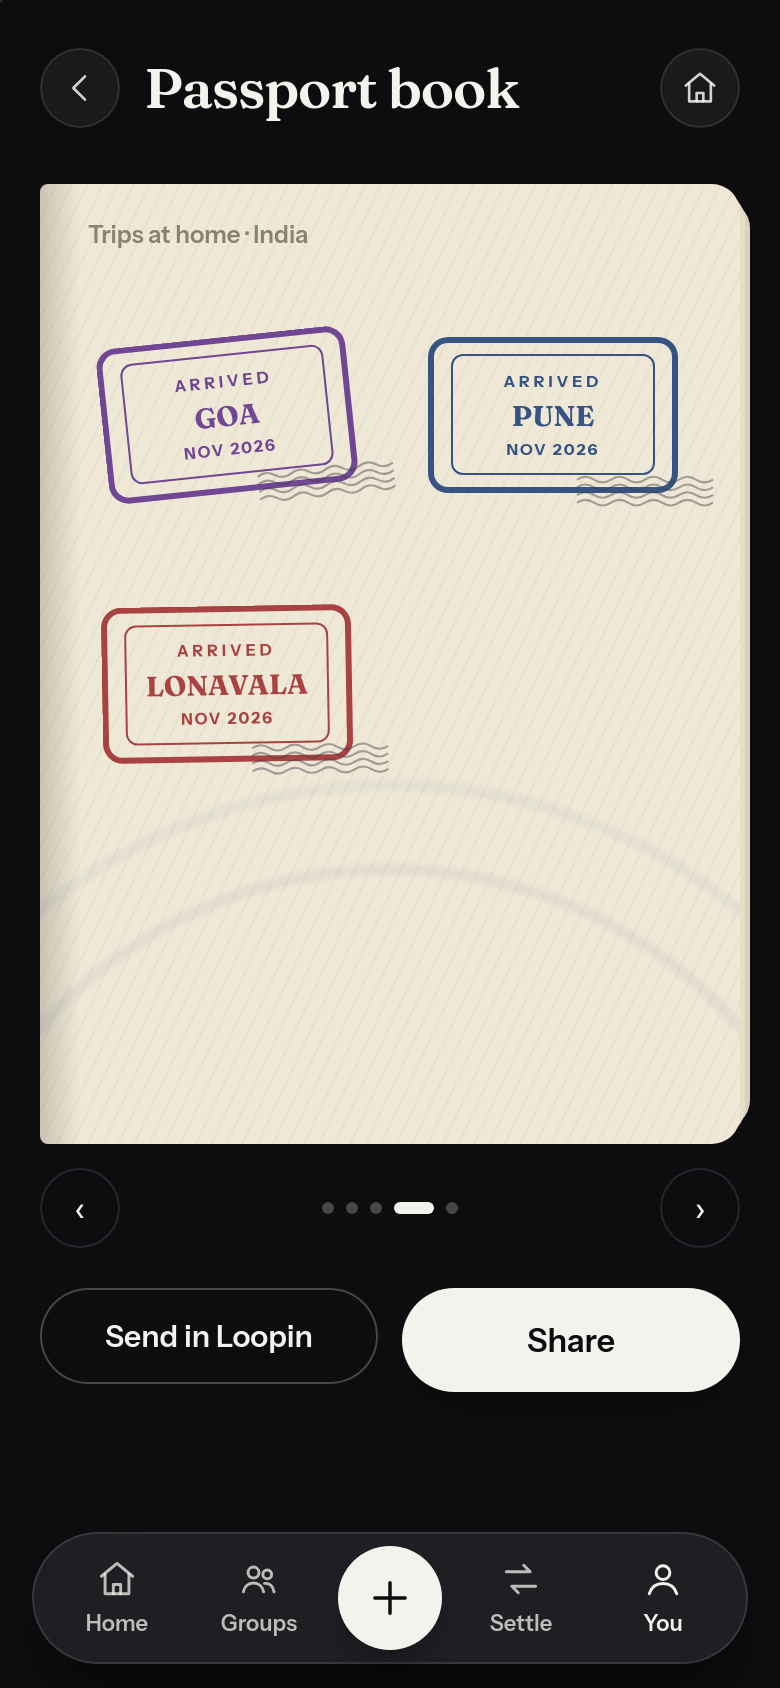 Passport book
Trips at home · India
ARRIVED
GOA
NOV 2026
ARRIVED
PUNE
NOV 2026
ARRIVED
LONAVALA
NOV 2026
Send in Loopin
Share
Home
Groups
Settle
You